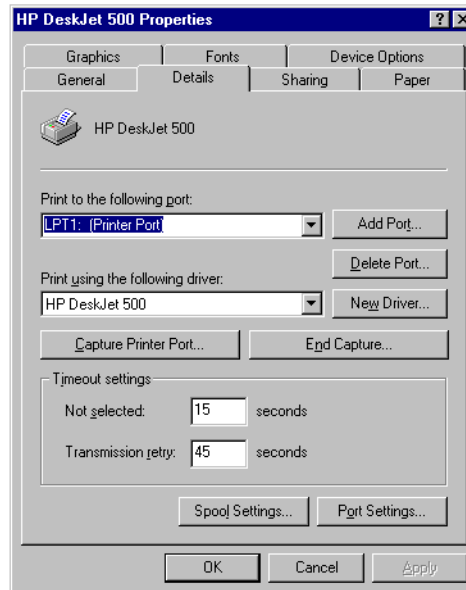 HP DeskJet 500 Properties
Graphics Fonts Device Options
General Details Sharing Paper
HP DeskJet 500
Print to the following port:
LPT1: (Printer Port) Add Port...
Delete Port...
Print using the following driver:
HP DeskJet 500 New Driver...
Capture Printer Port... End Capture...
Timeout settings
Not selected: 15 seconds
Transmission retry: 45 seconds
Spool Settings... Port Settings...
OK Cancel Apply